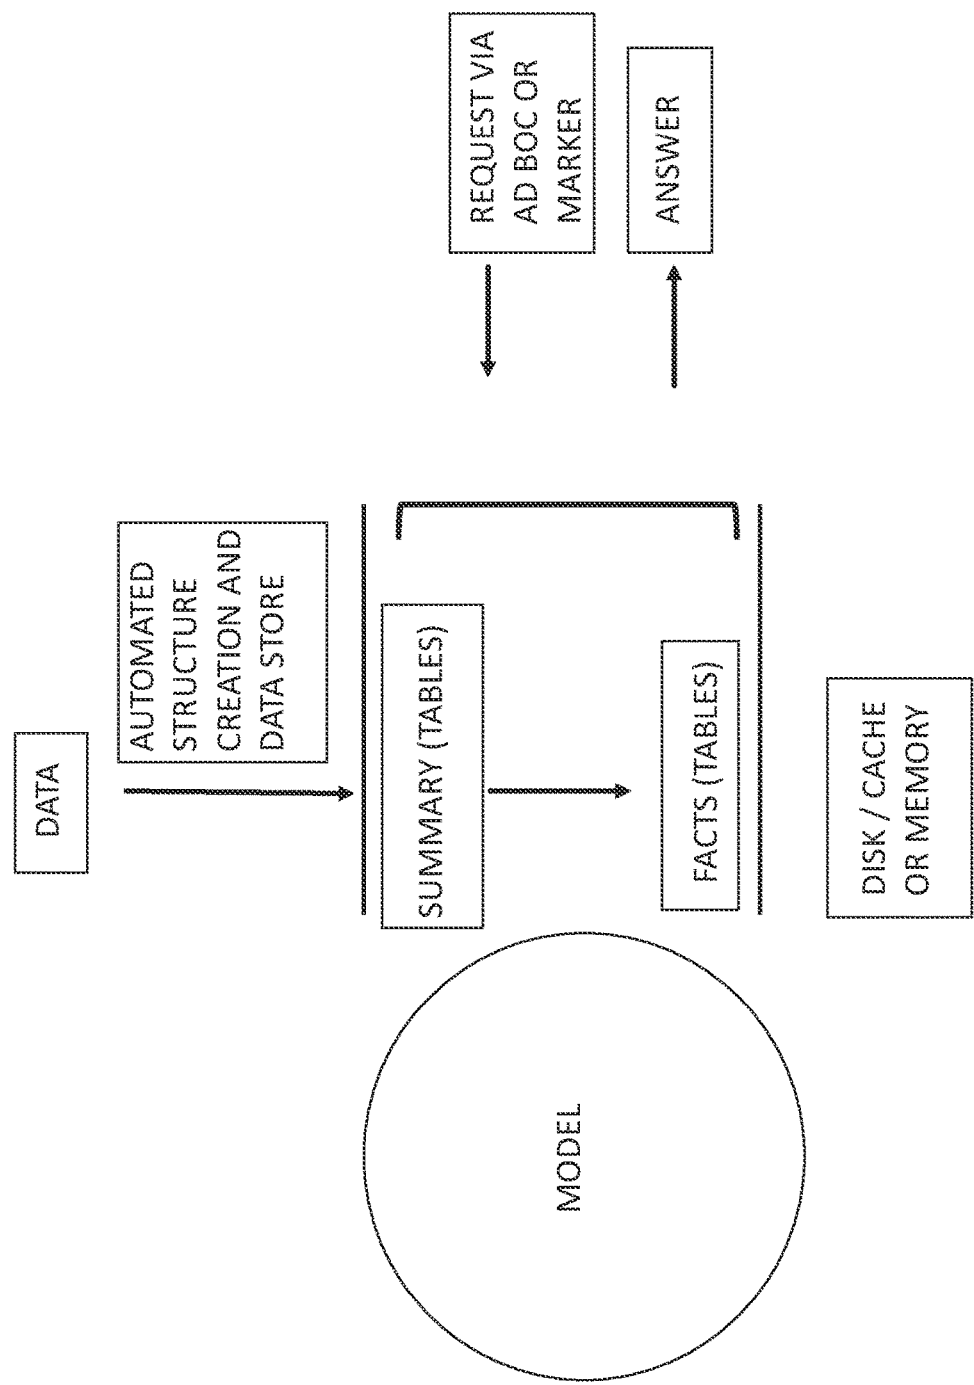 DATA
AUTOMATED
STRUCTURE
CREATION AND
DATA STORE
SUMMARY (TABLES)
REQUEST VIA
AD BOC OR
MARKER
MODEL
ANSWER
FACTS (TABLES)
DISK / CACHE
OR MEMORY